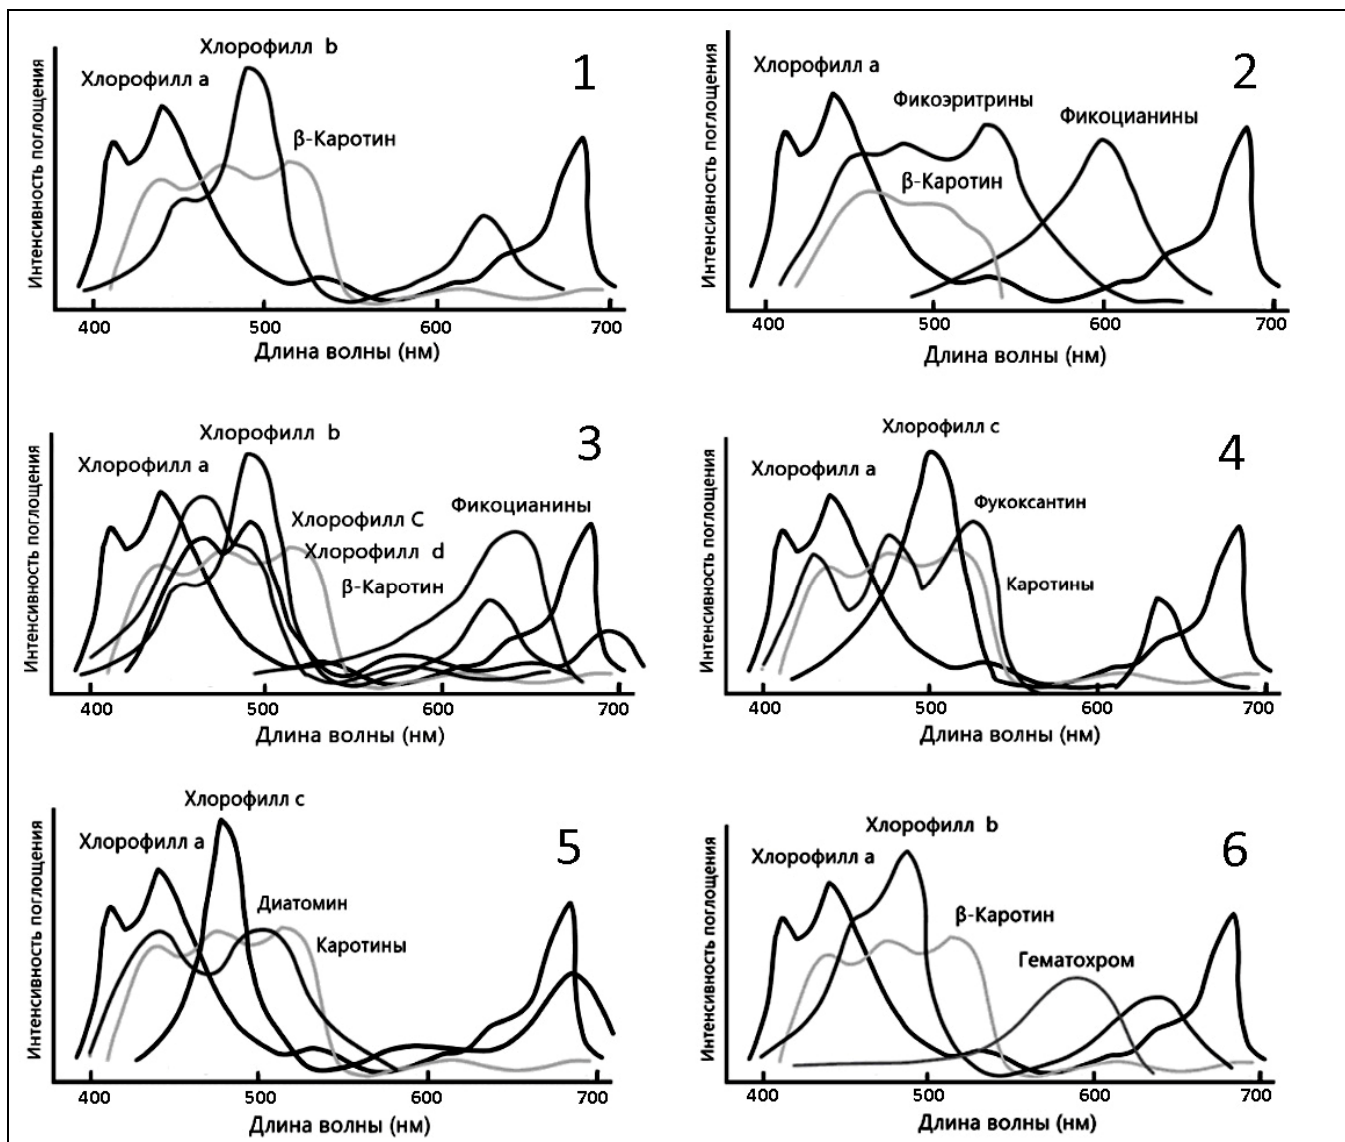 Хлорофилл b
1
Хлорофилл а
β-Каротин
Интенсивность поглощения
400
500
600
700
Длина волны (нм)
2
Хлорофилл а
Фикоэритрины
Фикоцианины
β-Каротин
Интенсивность поглощения
400
500
600
700
Длина волны (нм)
Хлорофилл b
3
Хлорофилл а
Фикоцианины
Хлорофилл С
Хлорофилл d
β-Каротин
Интенсивность поглощения
400
500
600
700
Длина волны (нм)
Хлорофилл с
4
Хлорофилл а
Фукоксантин
Каротины
Интенсивность поглощения
400
500
600
700
Длина волны (нм)
Хлорофилл с
5
Хлорофилл а
Диатомин
Каротины
Интенсивность поглощения
400
500
600
700
Длина волны (нм)
Хлорофилл b
6
Хлорофилл а
β-Каротин
Гематохром
Интенсивность поглощения
400
500
600
700
Длина волны (нм)